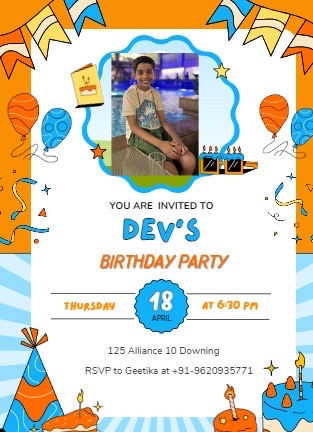 YOU ARE INVITED TO
DEV'S
BIRTHDAY PARTY
THURSDAY
18
APRIL
AT 6:30 PM
125 Alliance 10 Downing
RSVP to Geetika at +91-9620935771